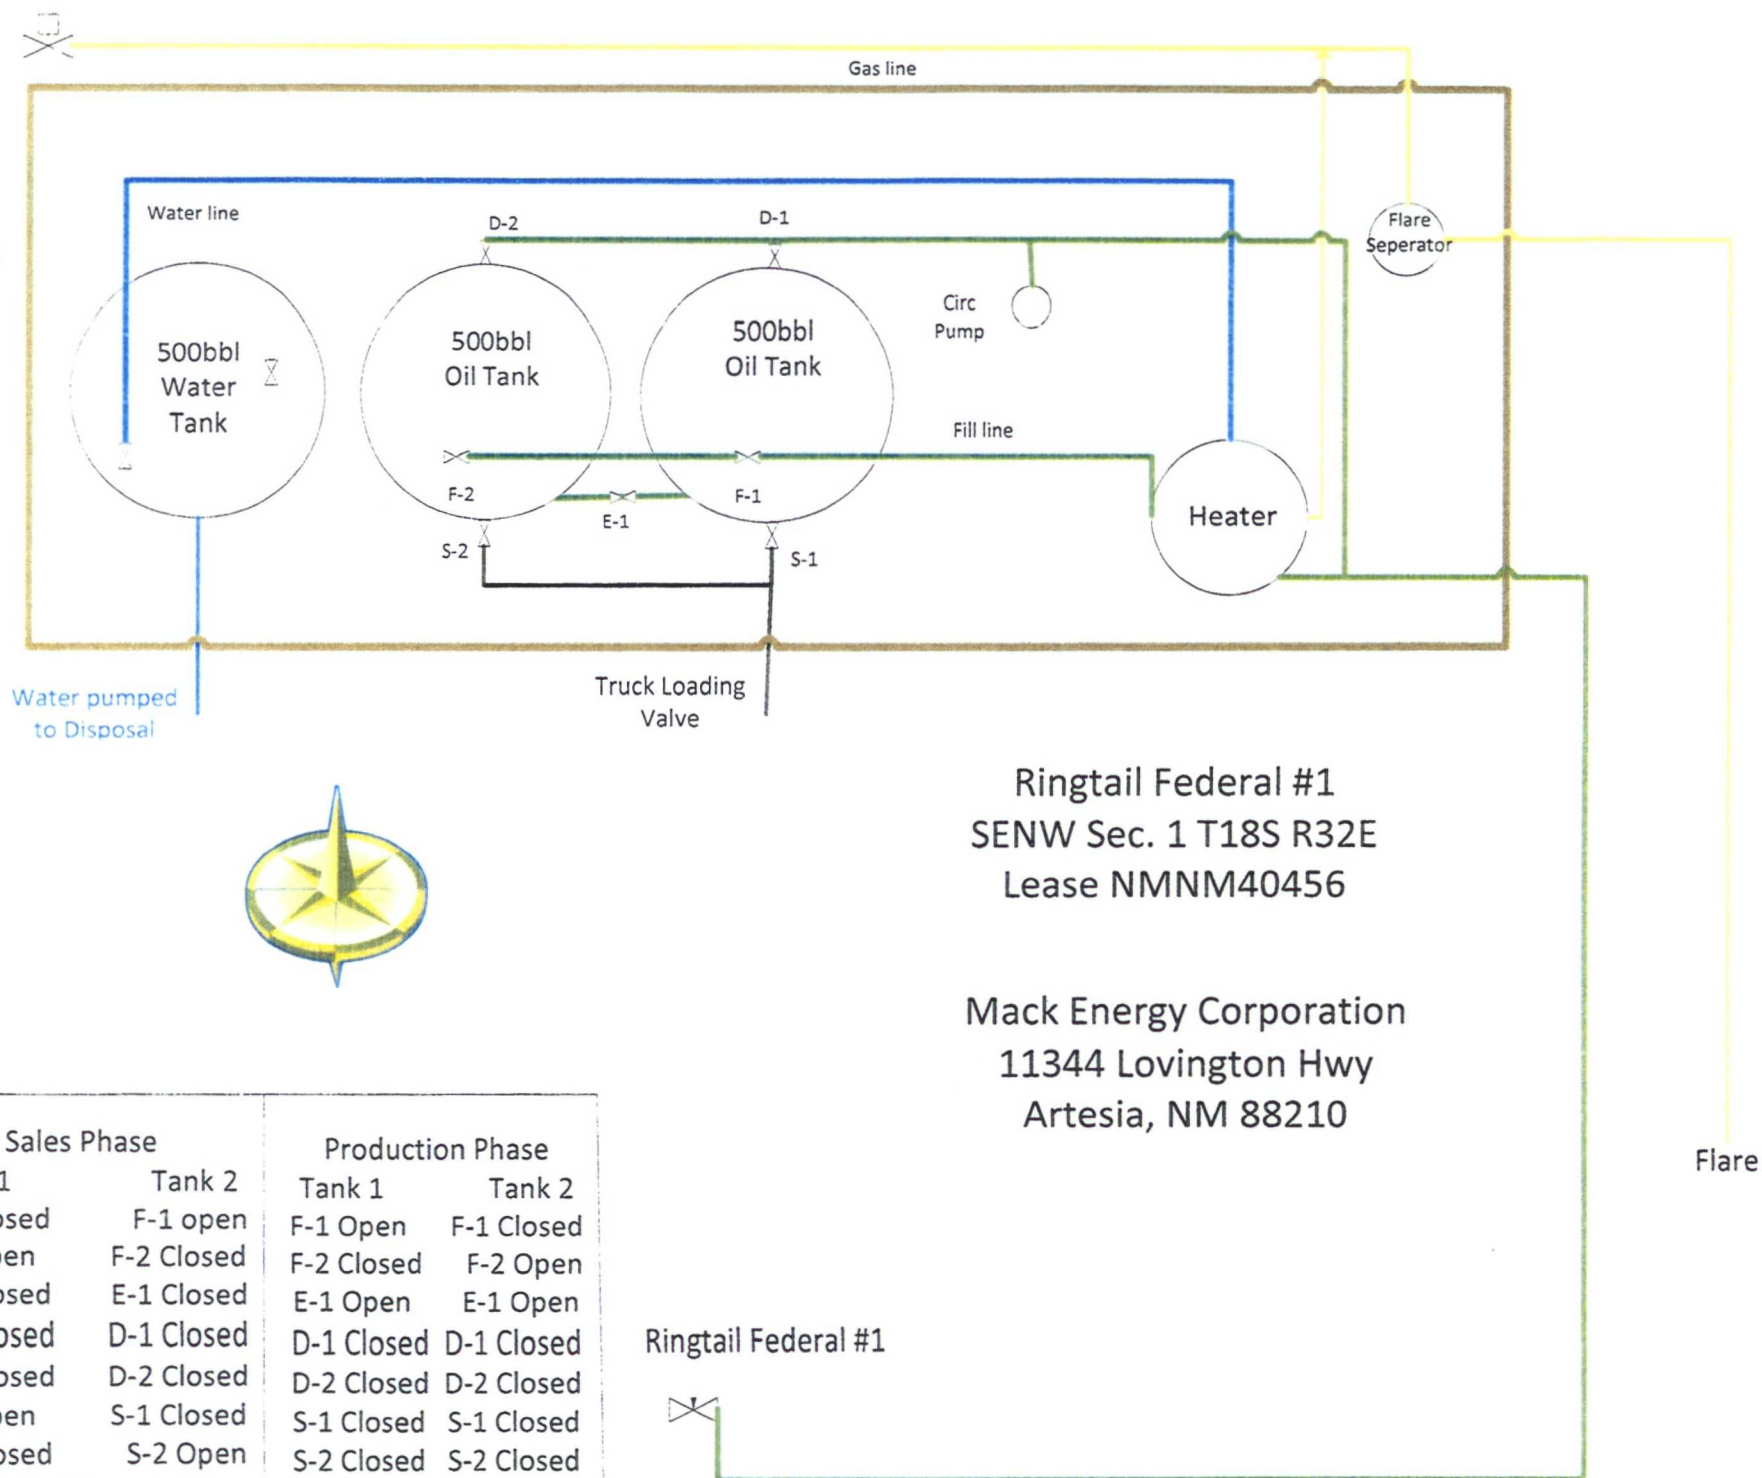 Gas line
Water line
D-2
D-1
Flare
Seperator
Circ
Pump
500bbl
Water
Tank
500bbl
Oil Tank
500bbl
Oil Tank
Fill line
F-2
F-1
E-1
Heater
S-2
S-1
Water pumped
to Disposal
Truck Loading
Valve
Ringtail Federal #1
SENW Sec. 1 T18S R32E
Lease NMNM40456
Mack Energy Corporation
11344 Lovington Hwy
Artesia, NM 88210
Flare
Sales Phase
1 Tank 2
F-1 open
F-2 Closed
E-1 Closed
D-1 Closed
D-2 Closed
S-1 Closed
S-2 Open
Production Phase
Tank 1 Tank 2
F-1 Open F-1 Closed
F-2 Closed F-2 Open
E-1 Open E-1 Open
D-1 Closed D-1 Closed
D-2 Closed D-2 Closed
S-1 Closed S-1 Closed
S-2 Closed S-2 Closed
Ringtail Federal #1